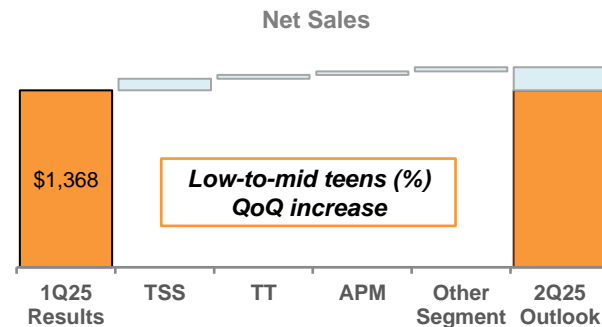 Net Sales
$1,368
Low-to-mid teens (%)
QoQ increase
1Q25 TSS TT APM Other 2Q25
Results Segment Outlook